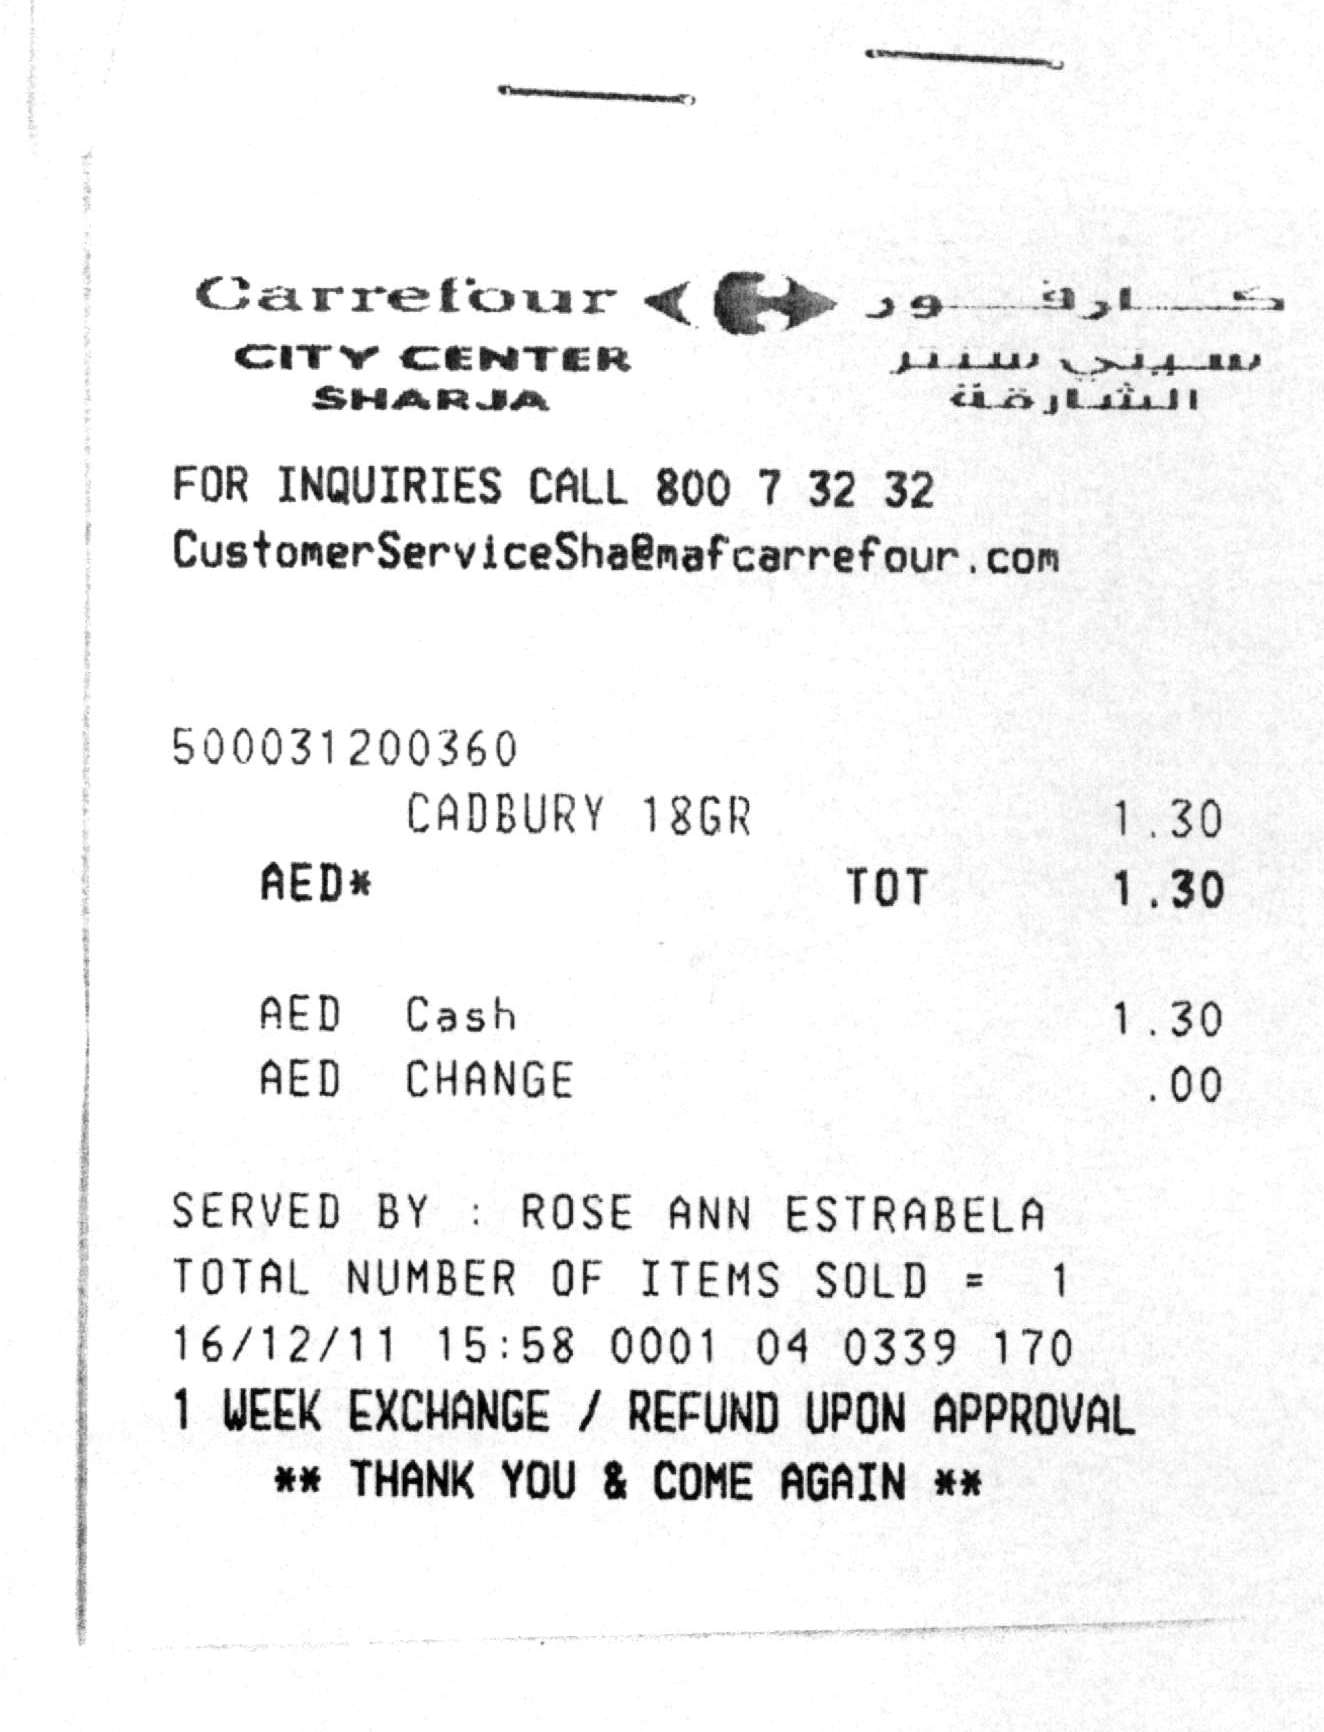 Carrefour كارفور
CITY CENTER سيتي سنتر
SHARJA الشارقة
FOR INQUIRIES CALL 800 7 32 32
CustomerServiceSha@mafcarrefour.com
500031200360
CADBURY 18GR 1.30
AED* TOT 1.30
AED Cash 1.30
AED CHANGE .00
SERVED BY : ROSE ANN ESTRABELA
TOTAL NUMBER OF ITEMS SOLD = 1
16/12/11 15:58 0001 04 0339 170
1 WEEK EXCHANGE / REFUND UPON APPROVAL
** THANK YOU & COME AGAIN **